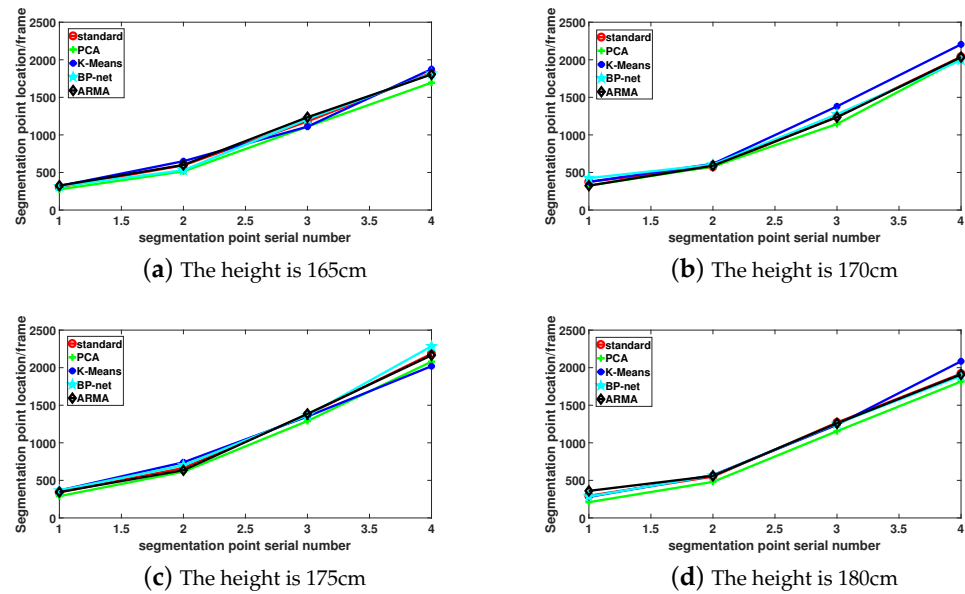 2500
2000
1500
1000
500
0
Segmentation point location/frame
standard
PCA
K-Means
BP-net
ARMA
1 1.5 2 2.5 3 3.5 4
segmentation point serial number
(a) The height is 165cm
2500
2000
1500
1000
500
0
Segmentation point location/frame
standard
PCA
K-Means
BP-net
ARMA
1 1.5 2 2.5 3 3.5 4
segmentation point serial number
(b) The height is 170cm
2500
2000
1500
1000
500
0
Segmentation point location/frame
standard
PCA
K-Means
BP-net
ARMA
1 1.5 2 2.5 3 3.5 4
segmentation point serial number
(c) The height is 175cm
2500
2000
1500
1000
500
0
Segmentation point location/frame
standard
PCA
K-Means
BP-net
ARMA
1 1.5 2 2.5 3 3.5 4
segmentation point serial number
(d) The height is 180cm